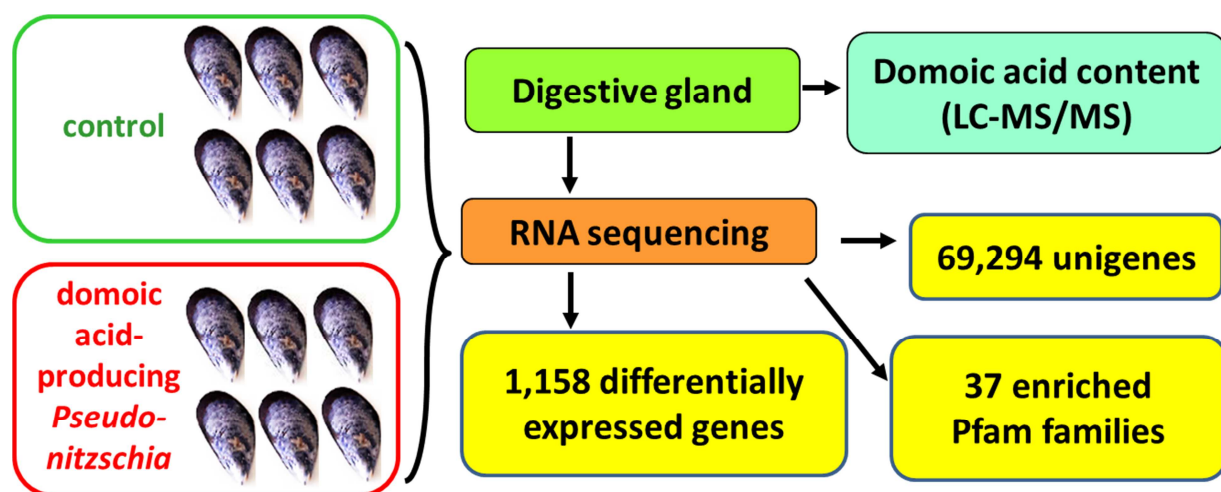 control
domoic
acid-
producing
Pseudo-
nitzschia
Digestive gland
Domoic acid content
(LC-MS/MS)
RNA sequencing
69,294 unigenes
1,158 differentially
expressed genes
37 enriched
Pfam families